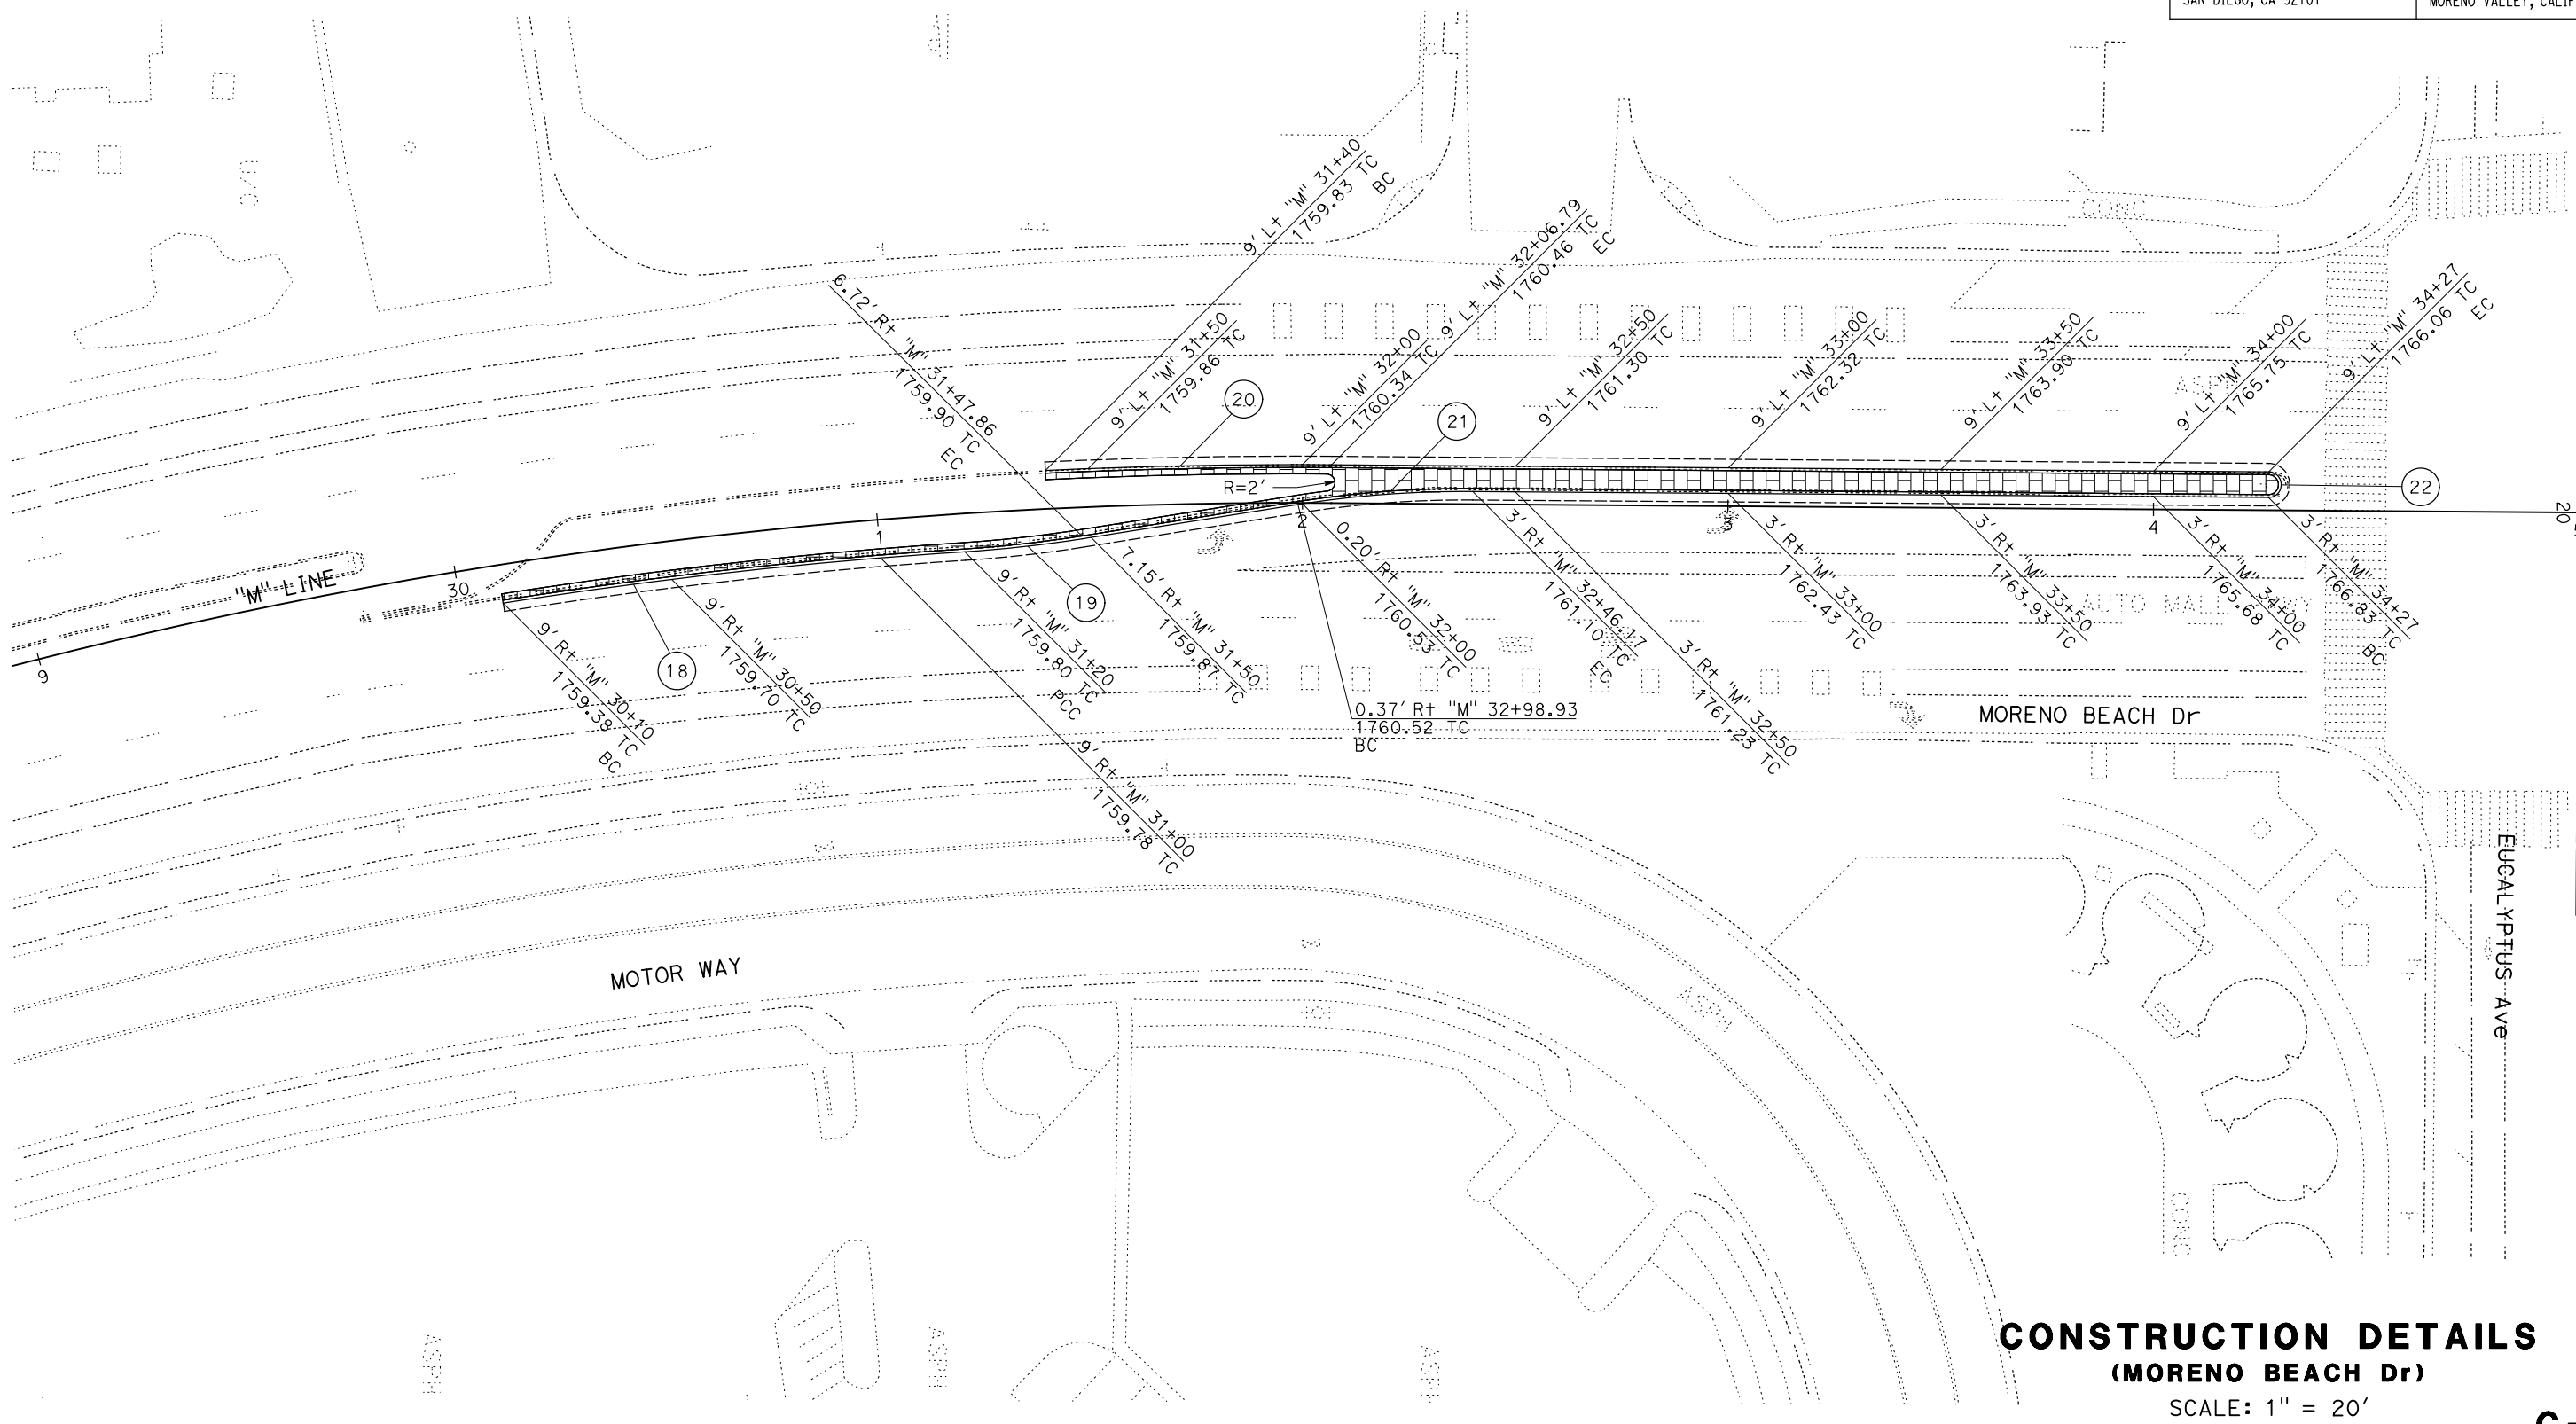 SAN DIEGO, CA 92101
9' Lt "M" 31+40
1759.83 TC
BC
9' Lt "M" 32+06.79
1760.46 TC
EC
6.72' Rt "M" 31+47.86
1759.90 TC
EC
9' Lt "M" 31+50
1759.86 TC
9' Lt "M" 32+00
1760.34 TC
9' Lt "M" 32+50
1761.30 TC
9' Lt "M" 33+00
1762.32 TC
9' Lt "M" 33+50
1763.90 TC
9' Lt "M" 34+00
1765.75 TC
9' Lt "M" 34+27
1766.06 TC
EC
CONC
20
21
22
R=2'
"M" LINE
9
30
1
2
3
4
20
18
19
9' Rt "M" 30+10
1759.38 TC
BC
9' Rt "M" 30+50
1759.70 TC
9' Rt "M" 31+00
1759.78 TC
9' Rt "M" 31+20
1759.80 TC
PCC
7.15' Rt "M" 31+50
1759.87 TC
0.20' Rt "M" 32+00
1760.53 TC
0.37' Rt "M" 32+98.93
1760.52 TC
BC
3' Rt "M" 32+46.17
1761.10 TC
EC
3' Rt "M" 32+50
1761.23 TC
3' Rt "M" 33+00
1762.43 TC
3' Rt "M" 33+50
1763.93 TC
3' Rt "M" 34+00
1765.68 TC
3' Rt "M" 34+27
1766.83 TC
BC
AUTO MALL
MORENO BEACH Dr
EUCALYPTUS Ave
MOTOR WAY
ASPH
CONC
ASPH
ASPH
ASPH
CONSTRUCTION DETAILS
(MORENO BEACH Dr)
SCALE: 1" = 20'